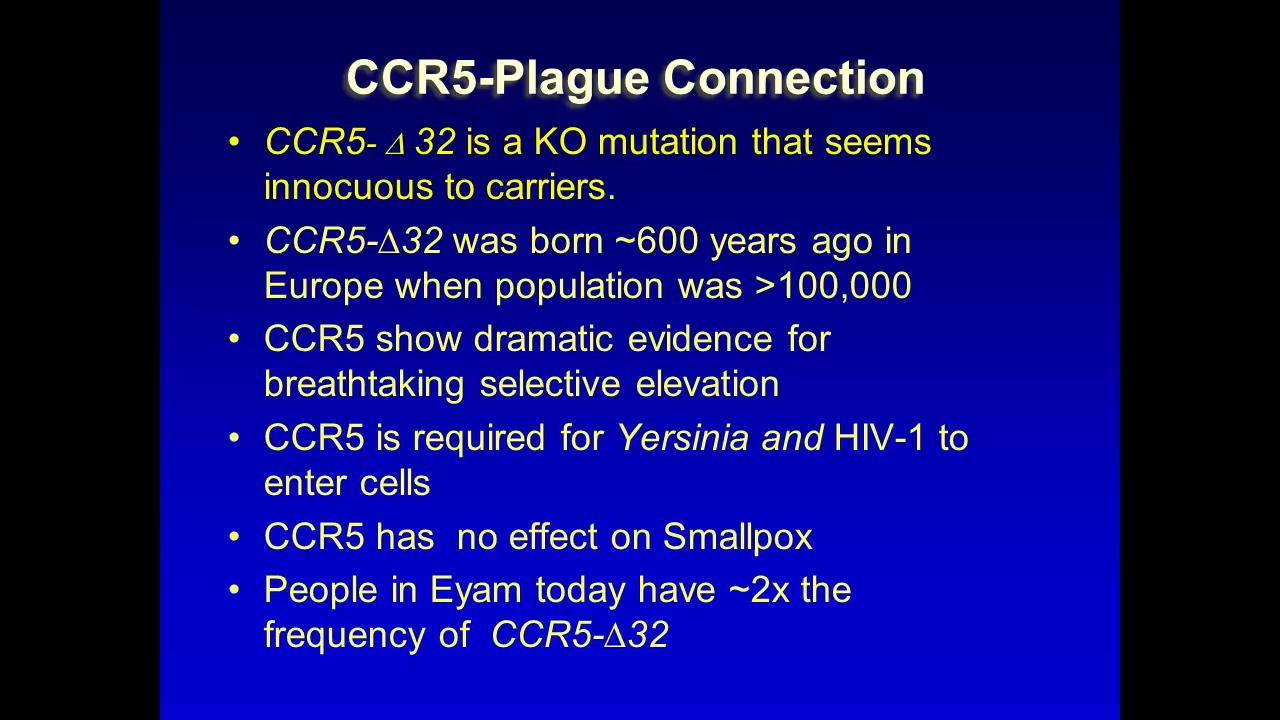 CCR5-Plague Connection
• CCR5- Δ 32 is a KO mutation that seems
innocuous to carriers.
• CCR5-Δ32 was born ~600 years ago in
Europe when population was >100,000
• CCR5 show dramatic evidence for
breathtaking selective elevation
• CCR5 is required for Yersinia and HIV-1 to
enter cells
• CCR5 has  no effect on Smallpox
• People in Eyam today have ~2x the
frequency of  CCR5-Δ32